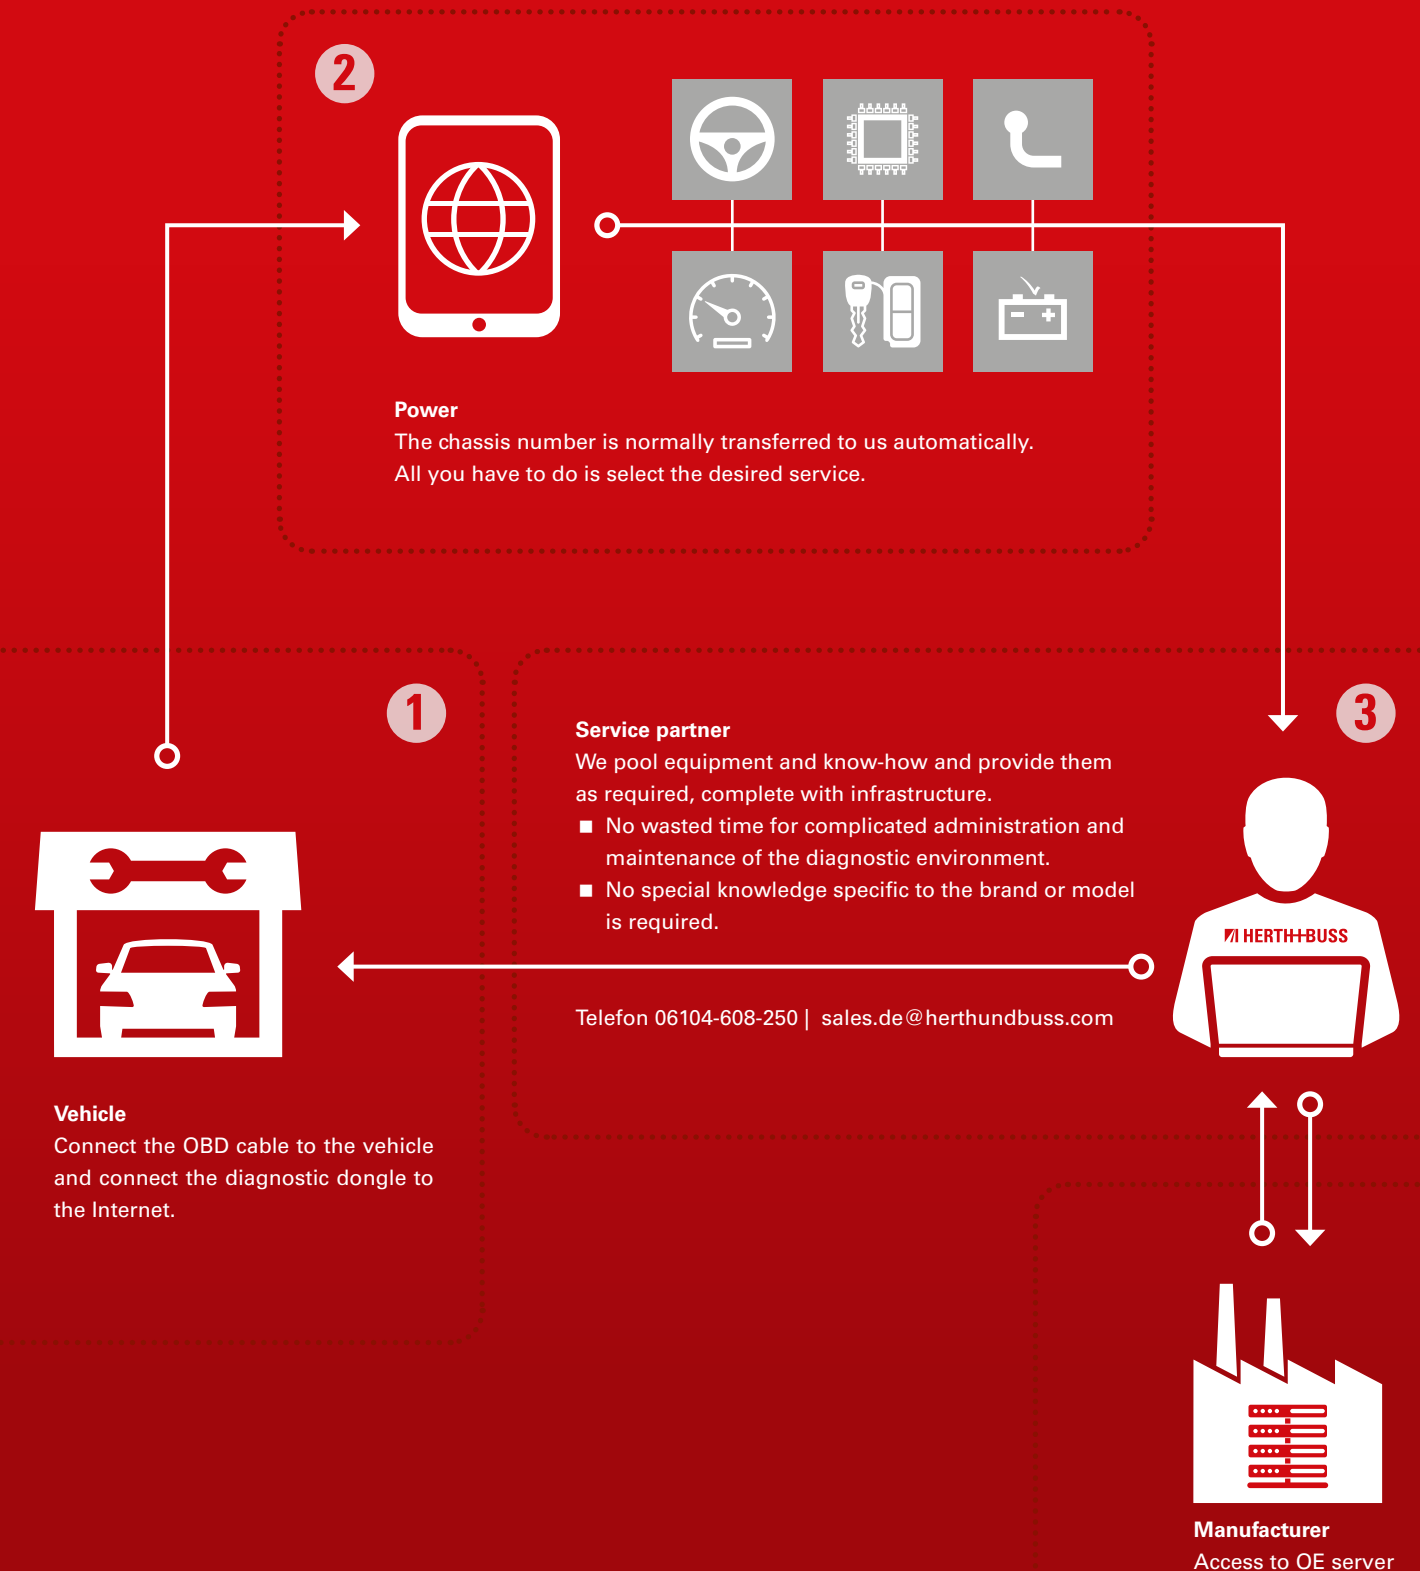 2
Power
The chassis number is normally transferred to us automatically.
All you have to do is select the desired service.
1
Vehicle
Connect the OBD cable to the vehicle
and connect the diagnostic dongle to
the Internet.
3
Service partner
We pool equipment and know-how and provide them
as required, complete with infrastructure.
■ No wasted time for complicated administration and
maintenance of the diagnostic environment.
■ No special knowledge specific to the brand or model
is required.
Telefon 06104-608-250 | sales.de@herthundbuss.com
HERTH+BUSS
Manufacturer
Access to OE server